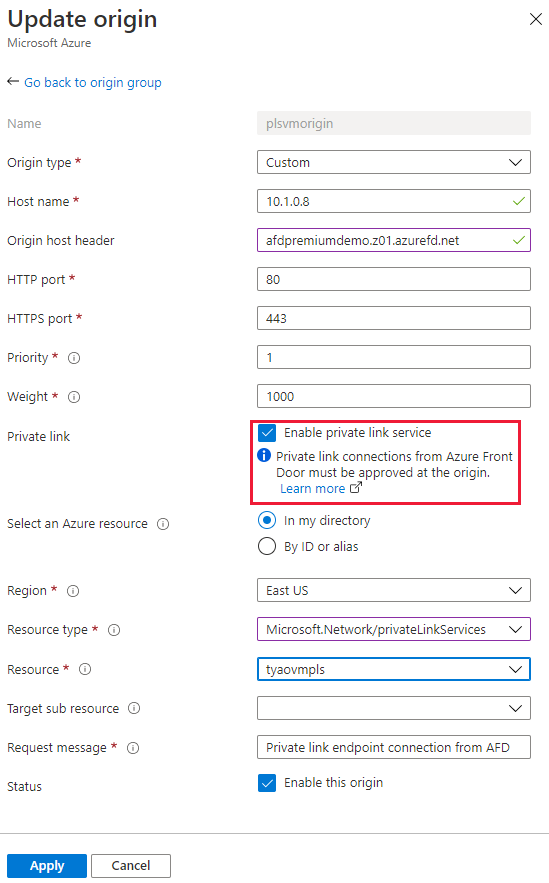 Update origin
Microsoft Azure
Go back to origin group
Name
plsvmorigin
Origin type *
Custom
Host name *
10.1.0.8
Origin host header
afdpremiumdemo.z01.azurefd.net
HTTP port *
80
HTTPS port *
443
Priority *
1
Weight *
1000
Private link
Enable private link service
Private link connections from Azure Front
Door must be approved at the origin.
Learn more
Select an Azure resource
In my directory
By ID or alias
Region *
East US
Resource type *
Microsoft.Network/privateLinkServices
Resource *
tyaovmpls
Target sub resource
Request message *
Private link endpoint connection from AFD
Status
Enable this origin
Apply
Cancel